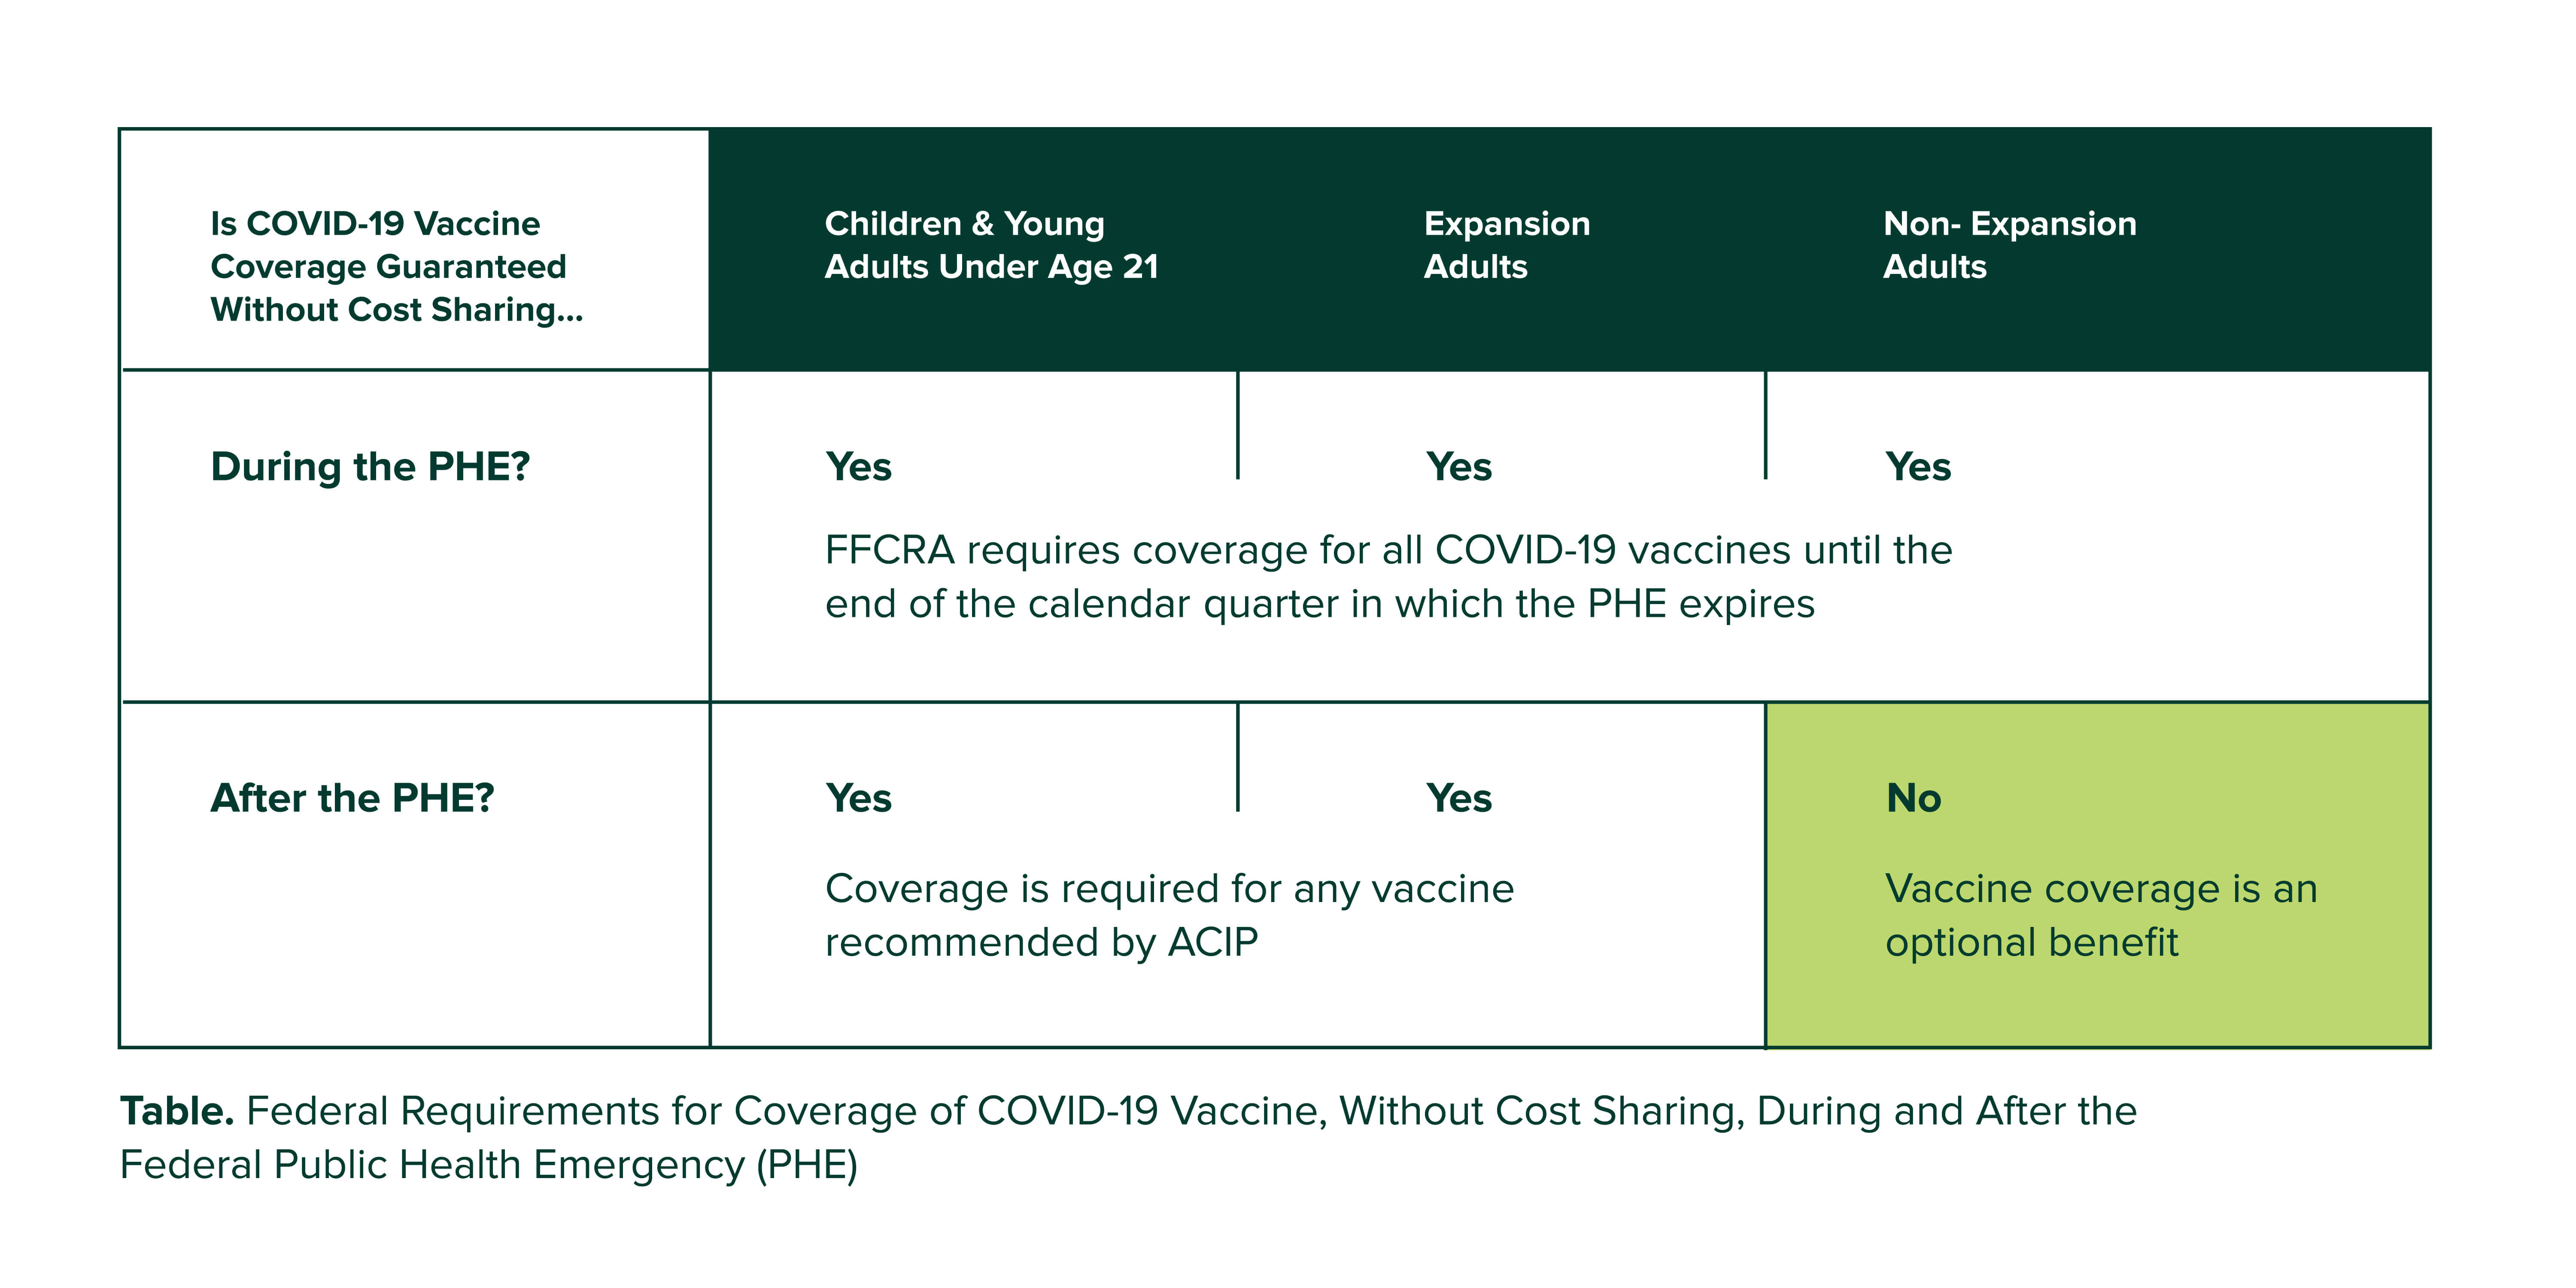 Is COVID-19 Vaccine
Coverage Guaranteed
Without Cost Sharing...
Children & Young
Adults Under Age 21
Expansion
Adults
Non- Expansion
Adults
During the PHE?
Yes
Yes
Yes
FFCRA requires coverage for all COVID-19 vaccines until the
end of the calendar quarter in which the PHE expires
After the PHE?
Yes
Yes
Coverage is required for any vaccine
recommended by ACIP
No
Vaccine coverage is an
optional benefit
Table. Federal Requirements for Coverage of COVID-19 Vaccine, Without Cost Sharing, During and After the
Federal Public Health Emergency (PHE)